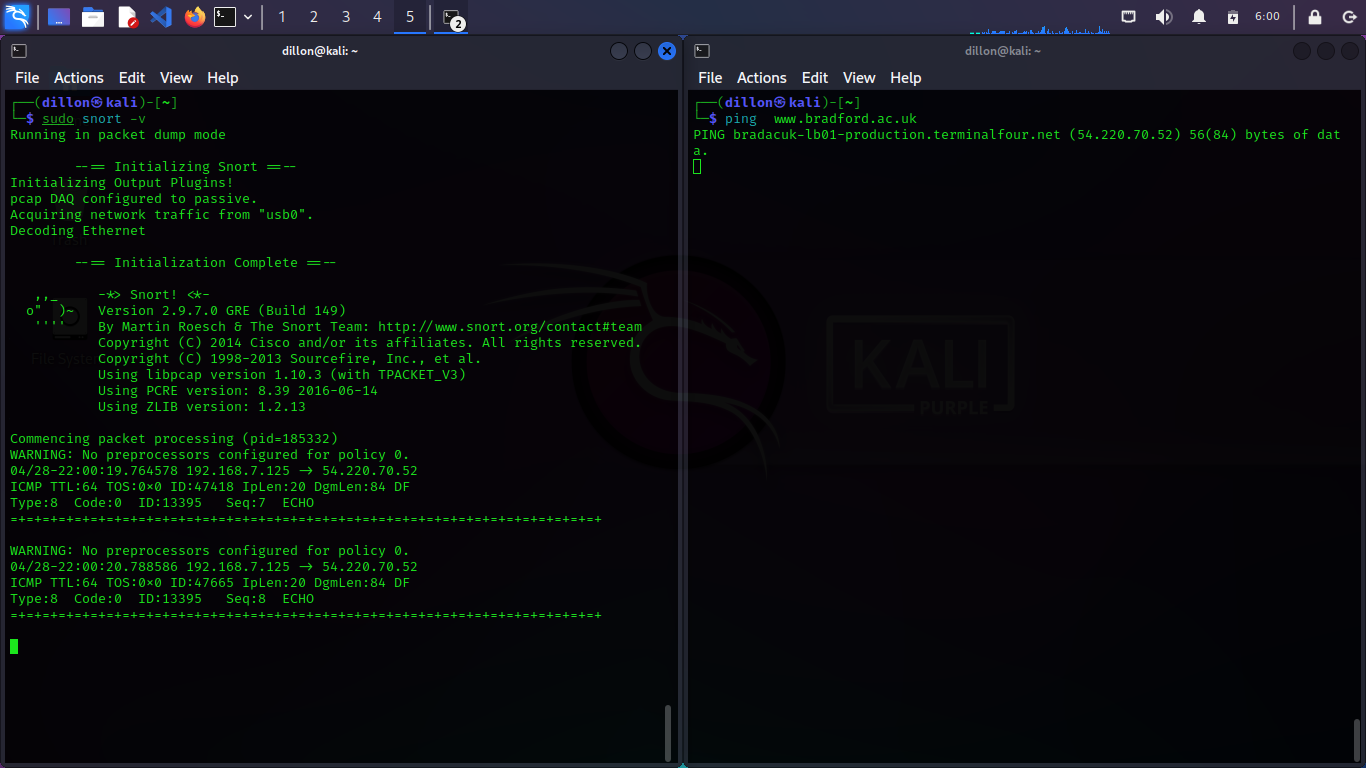 1 2 3 4 5 2 6:00
dillon@kali: ~
File Actions Edit View Help
┌──(dillon㉿kali)-[~]
└─$ sudo snort -v
Running in packet dump mode
--== Initializing Snort ==--
Initializing Output Plugins!
pcap DAQ configured to passive.
Acquiring network traffic from "usb0".
Decoding Ethernet
--== Initialization Complete ==--
,,_ -*> Snort! <*-
o" )~ Version 2.9.7.0 GRE (Build 149)
'''' By Martin Roesch & The Snort Team: http://www.snort.org/contact#team
Copyright (C) 2014 Cisco and/or its affiliates. All rights reserved.
Copyright (C) 1998-2013 Sourcefire, Inc., et al.
Using libpcap version 1.10.3 (with TPACKET_V3)
Using PCRE version: 8.39 2016-06-14
Using ZLIB version: 1.2.13
Commencing packet processing (pid=185332)
WARNING: No preprocessors configured for policy 0.
04/28-22:00:19.764578 192.168.7.125 -> 54.220.70.52
ICMP TTL:64 TOS:0x0 ID:47418 IpLen:20 DgmLen:84 DF
Type:8 Code:0 ID:13395 Seq:7 ECHO
=+=+=+=+=+=+=+=+=+=+=+=+=+=+=+=+=+=+=+=+=+=+=+=+=+=+=+=+=+=+=+=+=+=+=+=+=+
WARNING: No preprocessors configured for policy 0.
04/28-22:00:20.788586 192.168.7.125 -> 54.220.70.52
ICMP TTL:64 TOS:0x0 ID:47665 IpLen:20 DgmLen:84 DF
Type:8 Code:0 ID:13395 Seq:8 ECHO
=+=+=+=+=+=+=+=+=+=+=+=+=+=+=+=+=+=+=+=+=+=+=+=+=+=+=+=+=+=+=+=+=+=+=+=+=+
File System
dillon@kali: ~
File Actions Edit View Help
┌──(dillon㉿kali)-[~]
└─$ ping www.bradford.ac.uk
PING bradacuk-lb01-production.terminalfour.net (54.220.70.52) 56(84) bytes of dat
a.
KALI
PURPLE